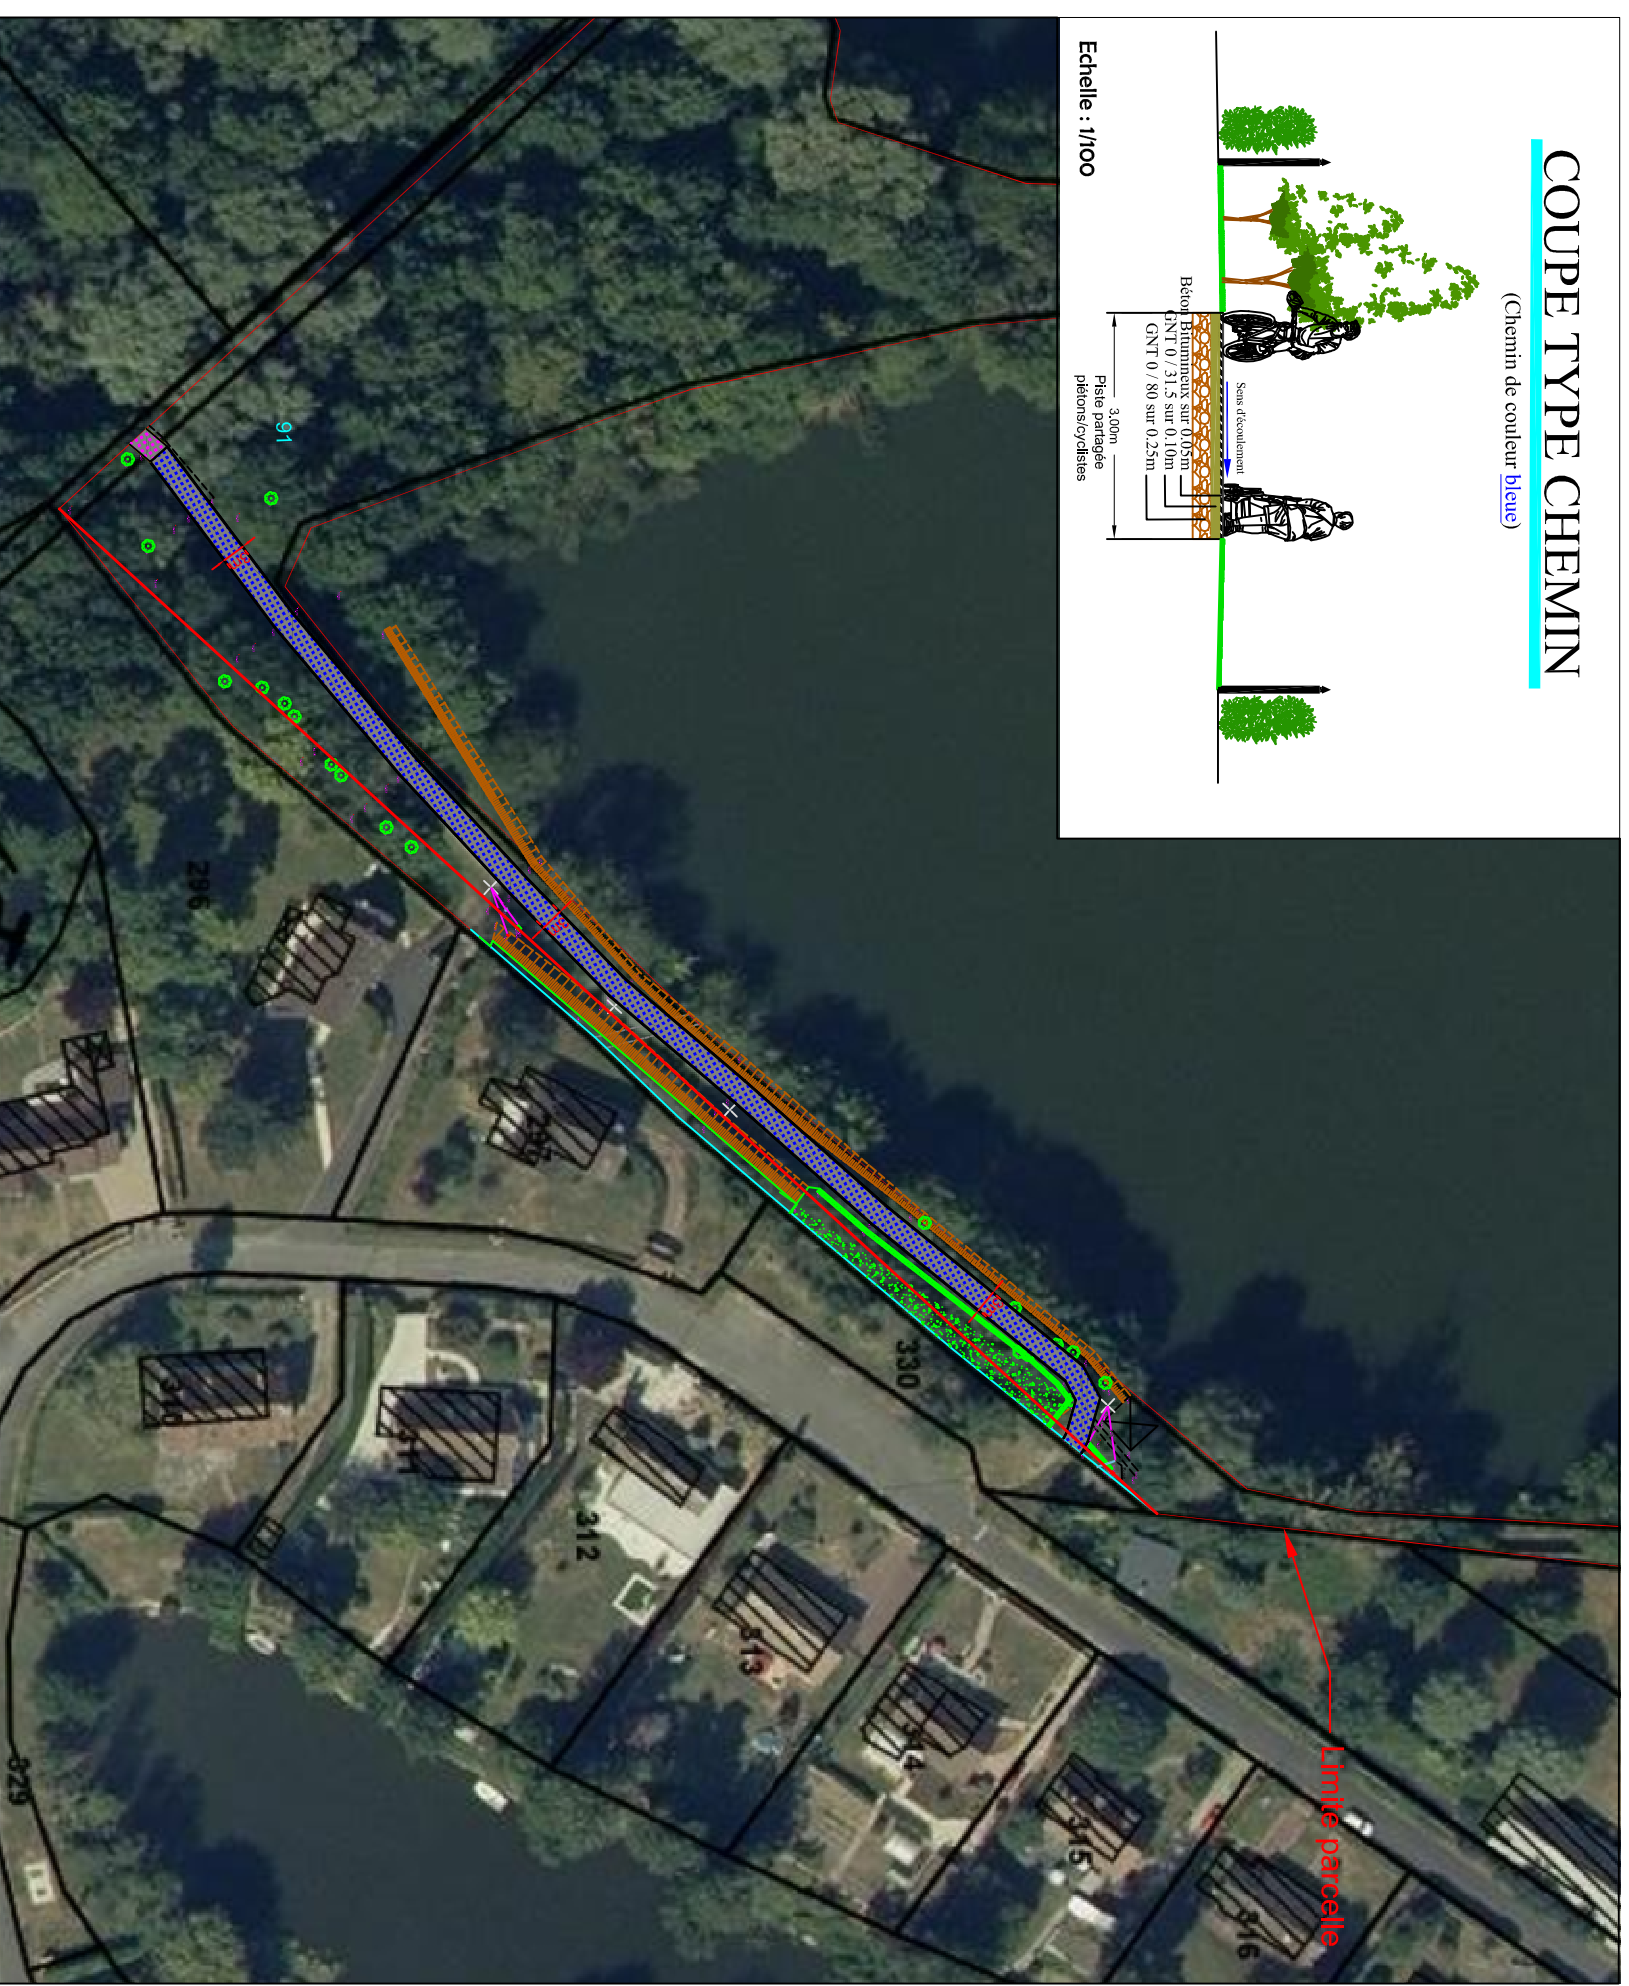 COUPE TYPE CHEMIN
(Chemin de couleur bleue)
Sens d'écoulement
Béton Bitumineux sur 0.05m
GNT 0 / 31.5 sur 0.10m
GNT 0 / 80 sur 0.25m
3.00m
Piste partagée
piétons/cyclistes
Echelle : 1/100
91
296
330
310
311
312
313
314
315
316
329
Limite parcelle